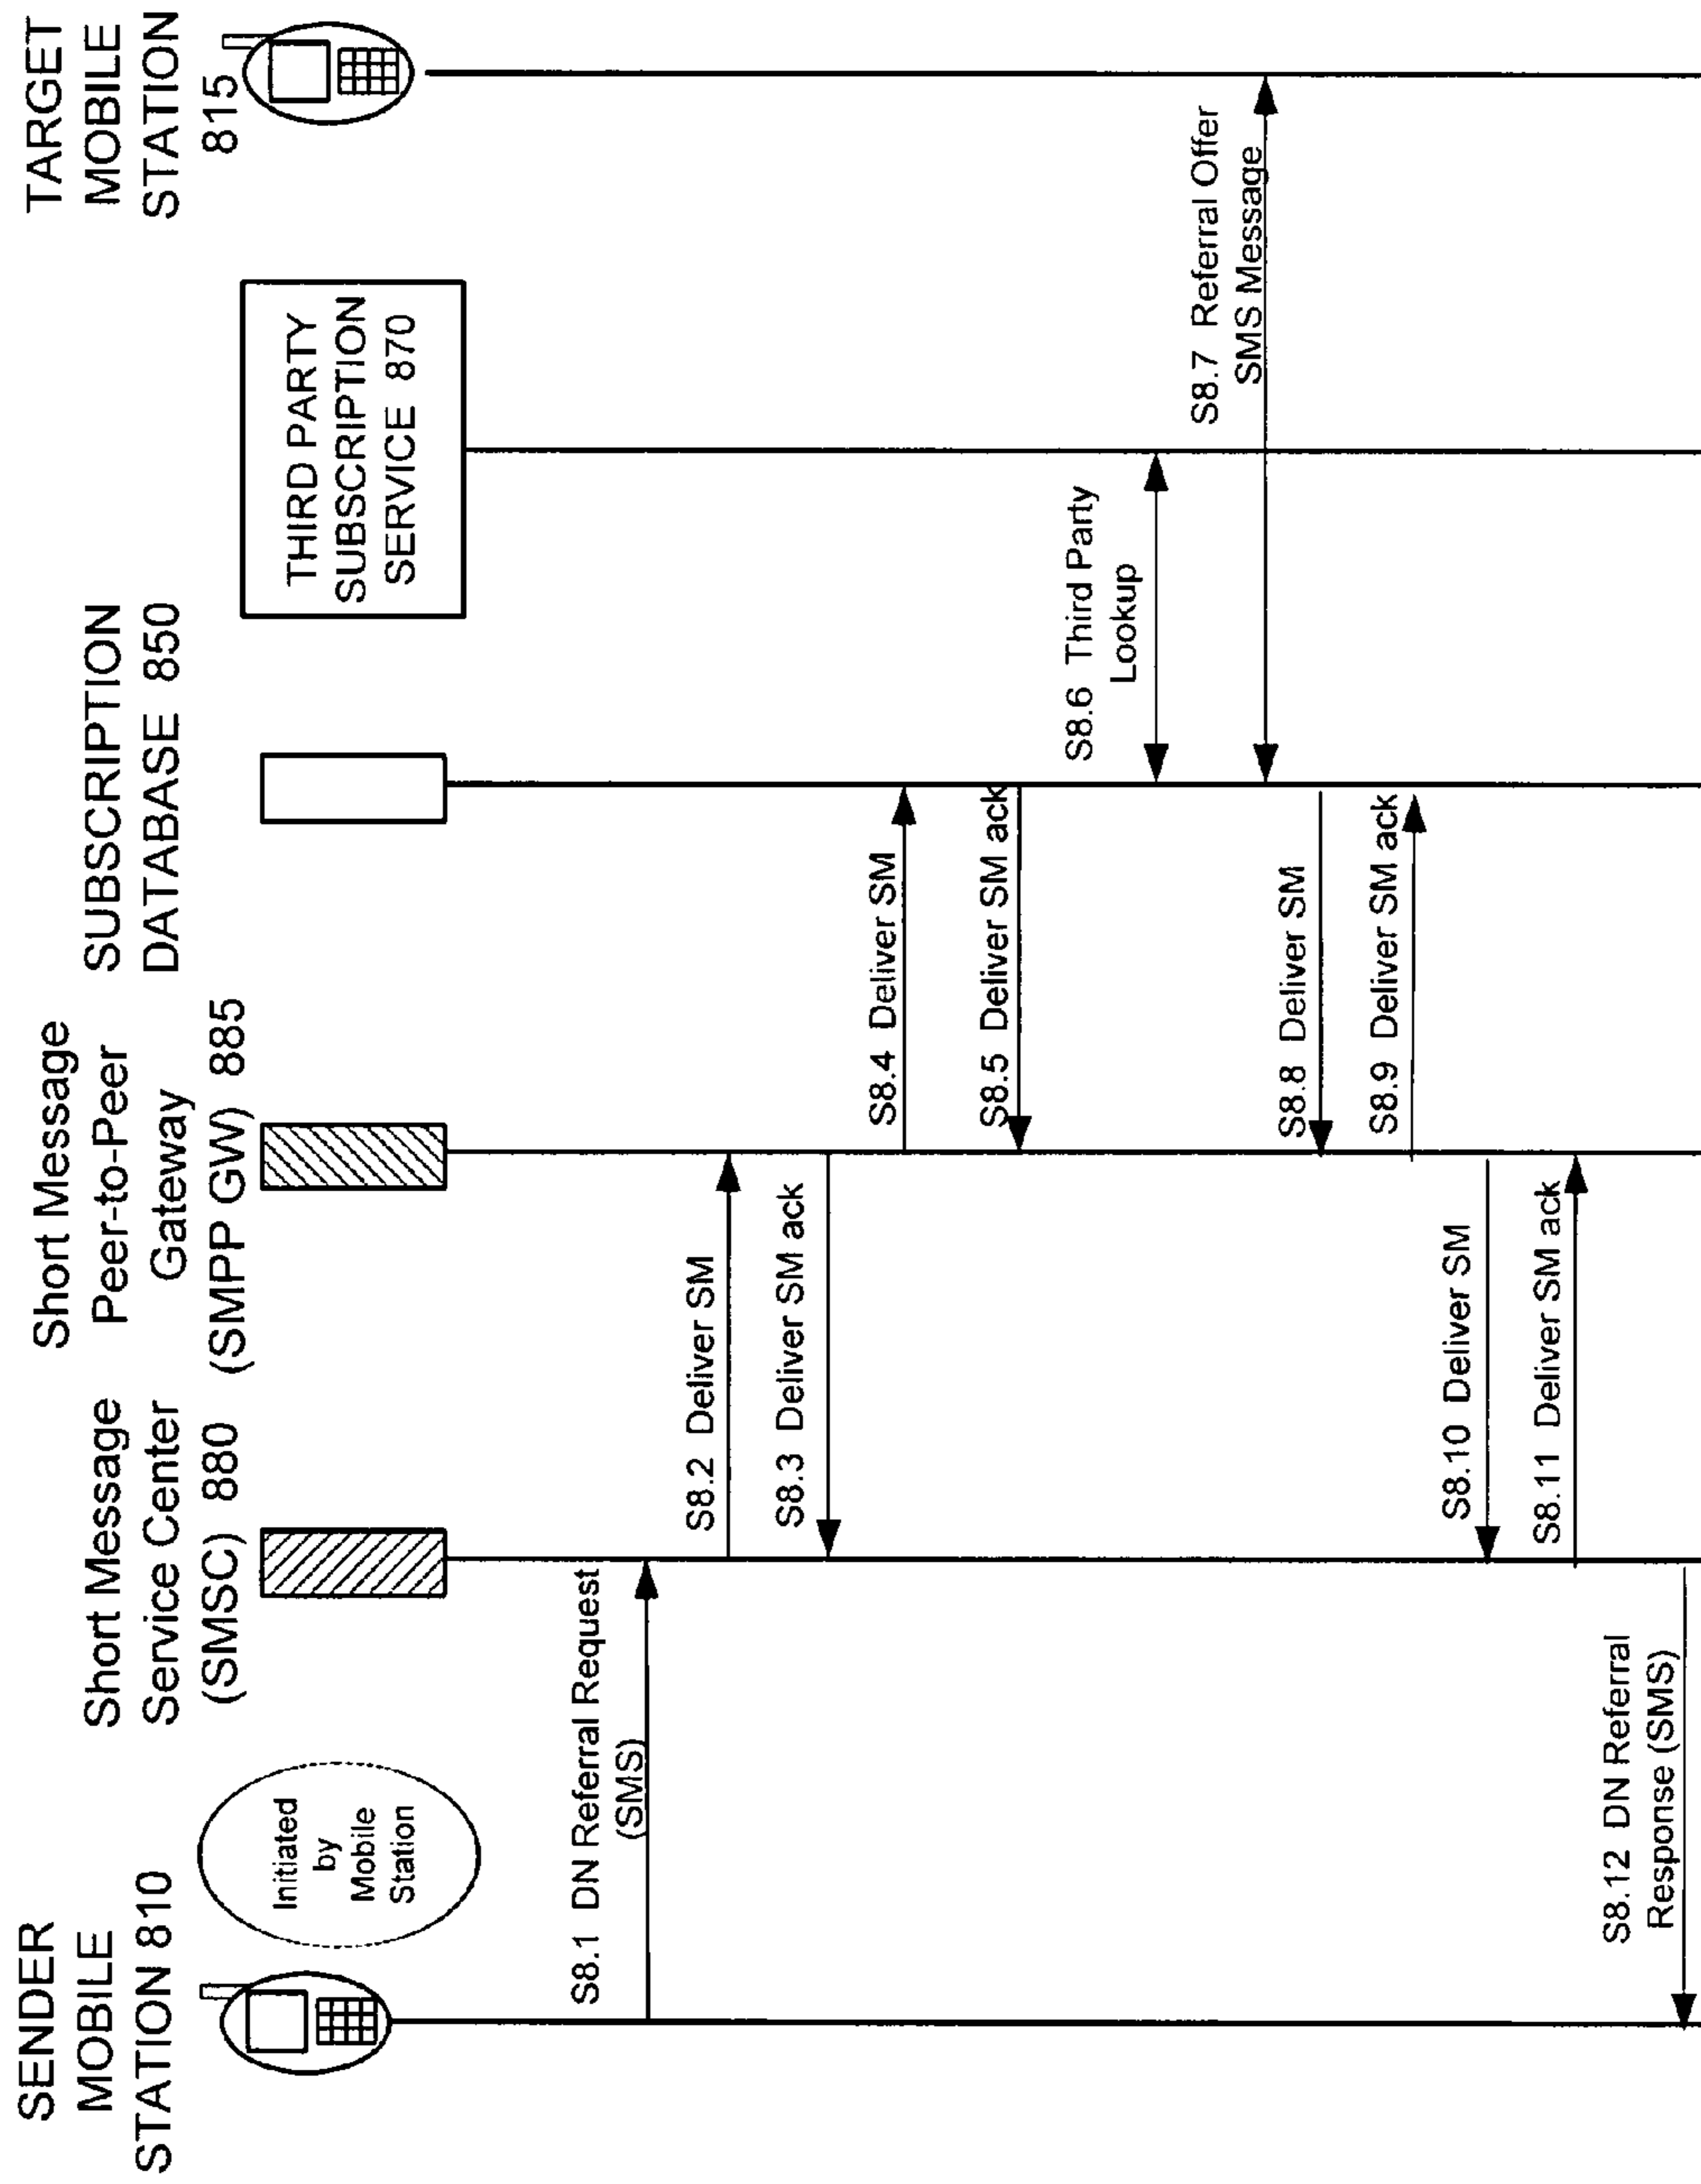 SENDER
MOBILE
STATION 810
Initiated
by
Mobile
Station
Short Message
Service Center
(SMSC) 880
Short Message
Peer-to-Peer
Gateway
(SMPP GW) 885
SUBSCRIPTION
DATABASE 850
THIRD PARTY
SUBSCRIPTION
SERVICE 870
TARGET
MOBILE
STATION
815
S8.1 DN Referral Request
(SMS)
S8.2 Deliver SM
S8.3 Deliver SM ack
S8.4 Deliver SM
S8.5 Deliver SM ack
S8.6 Third Party
Lookup
S8.7 Referral Offer
SMS Message
S8.8 Deliver SM
S8.9 Deliver SM ack
S8.10 Deliver SM
S8.11 Deliver SM ack
S8.12 DN Referral
Response (SMS)